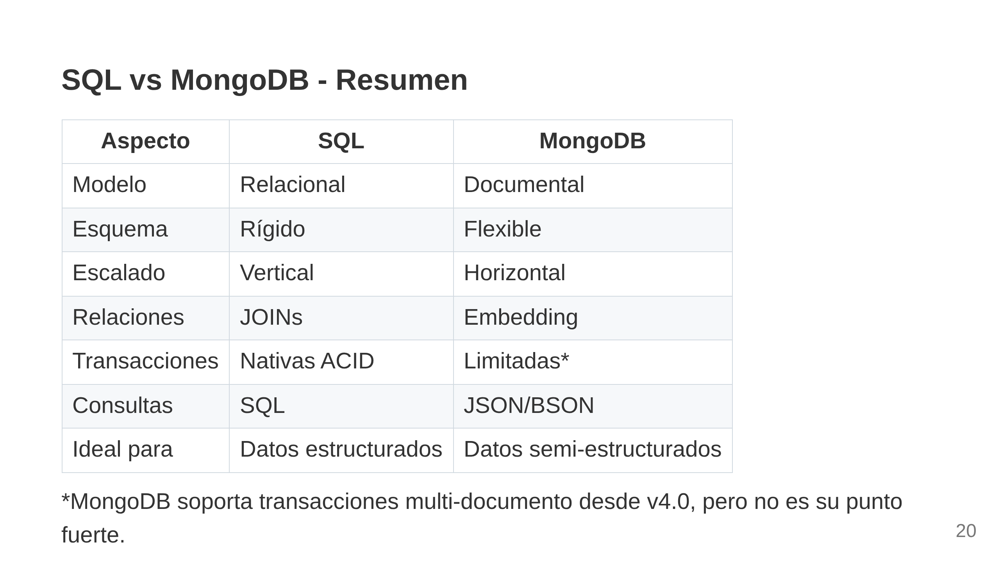 SQL vs MongoDB - Resumen
Aspecto SQL MongoDB
Modelo Relacional Documental
Esquema Rígido Flexible
Escalado Vertical Horizontal
Relaciones JOINs Embedding
Transacciones Nativas ACID Limitadas*
Consultas SQL JSON/BSON
Ideal para Datos estructurados Datos semi-estructurados
*MongoDB soporta transacciones multi-documento desde v4.0, pero no es su punto
fuerte.
20